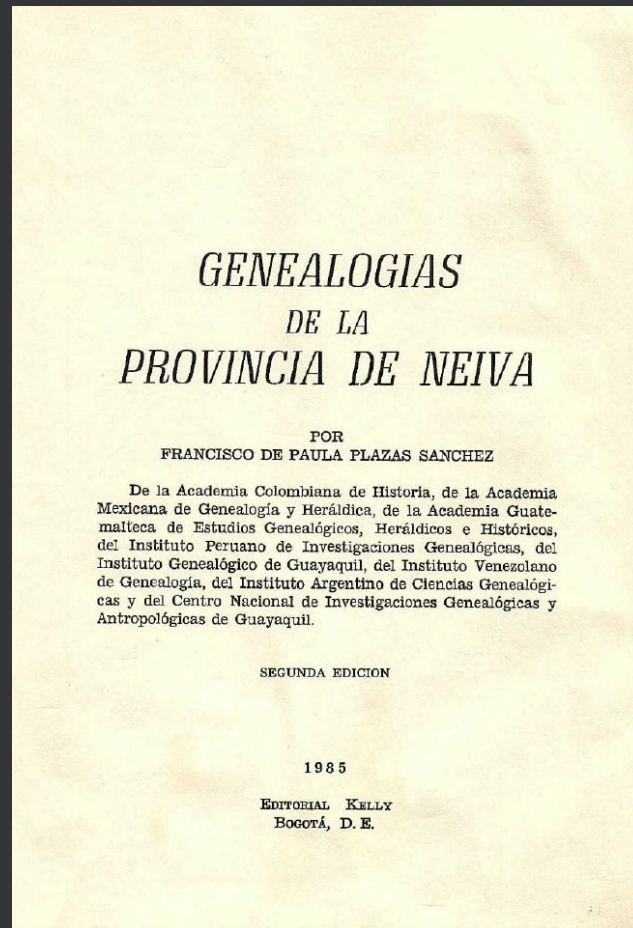 GENEALOGIAS
DE LA
PROVINCIA DE NEIVA
POR
FRANCISCO DE PAULA PLAZAS SANCHEZ
De la Academia Colombiana de Historia, de la Academia
Mexicana de Genealogía y Heráldica, de la Academia Guate-
malteca de Estudios Genealógicos, Heráldicos e Históricos,
del Instituto Peruano de Investigaciones Genealógicas, del
Instituto Genealógico de Guayaquil, del Instituto Venezolano
de Genealogía, del Instituto Argentino de Ciencias Genealógi-
cas y del Centro Nacional de Investigaciones Genealógicas y
Antropológicas de Guayaquil.
SEGUNDA EDICION
1985
EDITORIAL KELLY
BOGOTÁ, D. E.